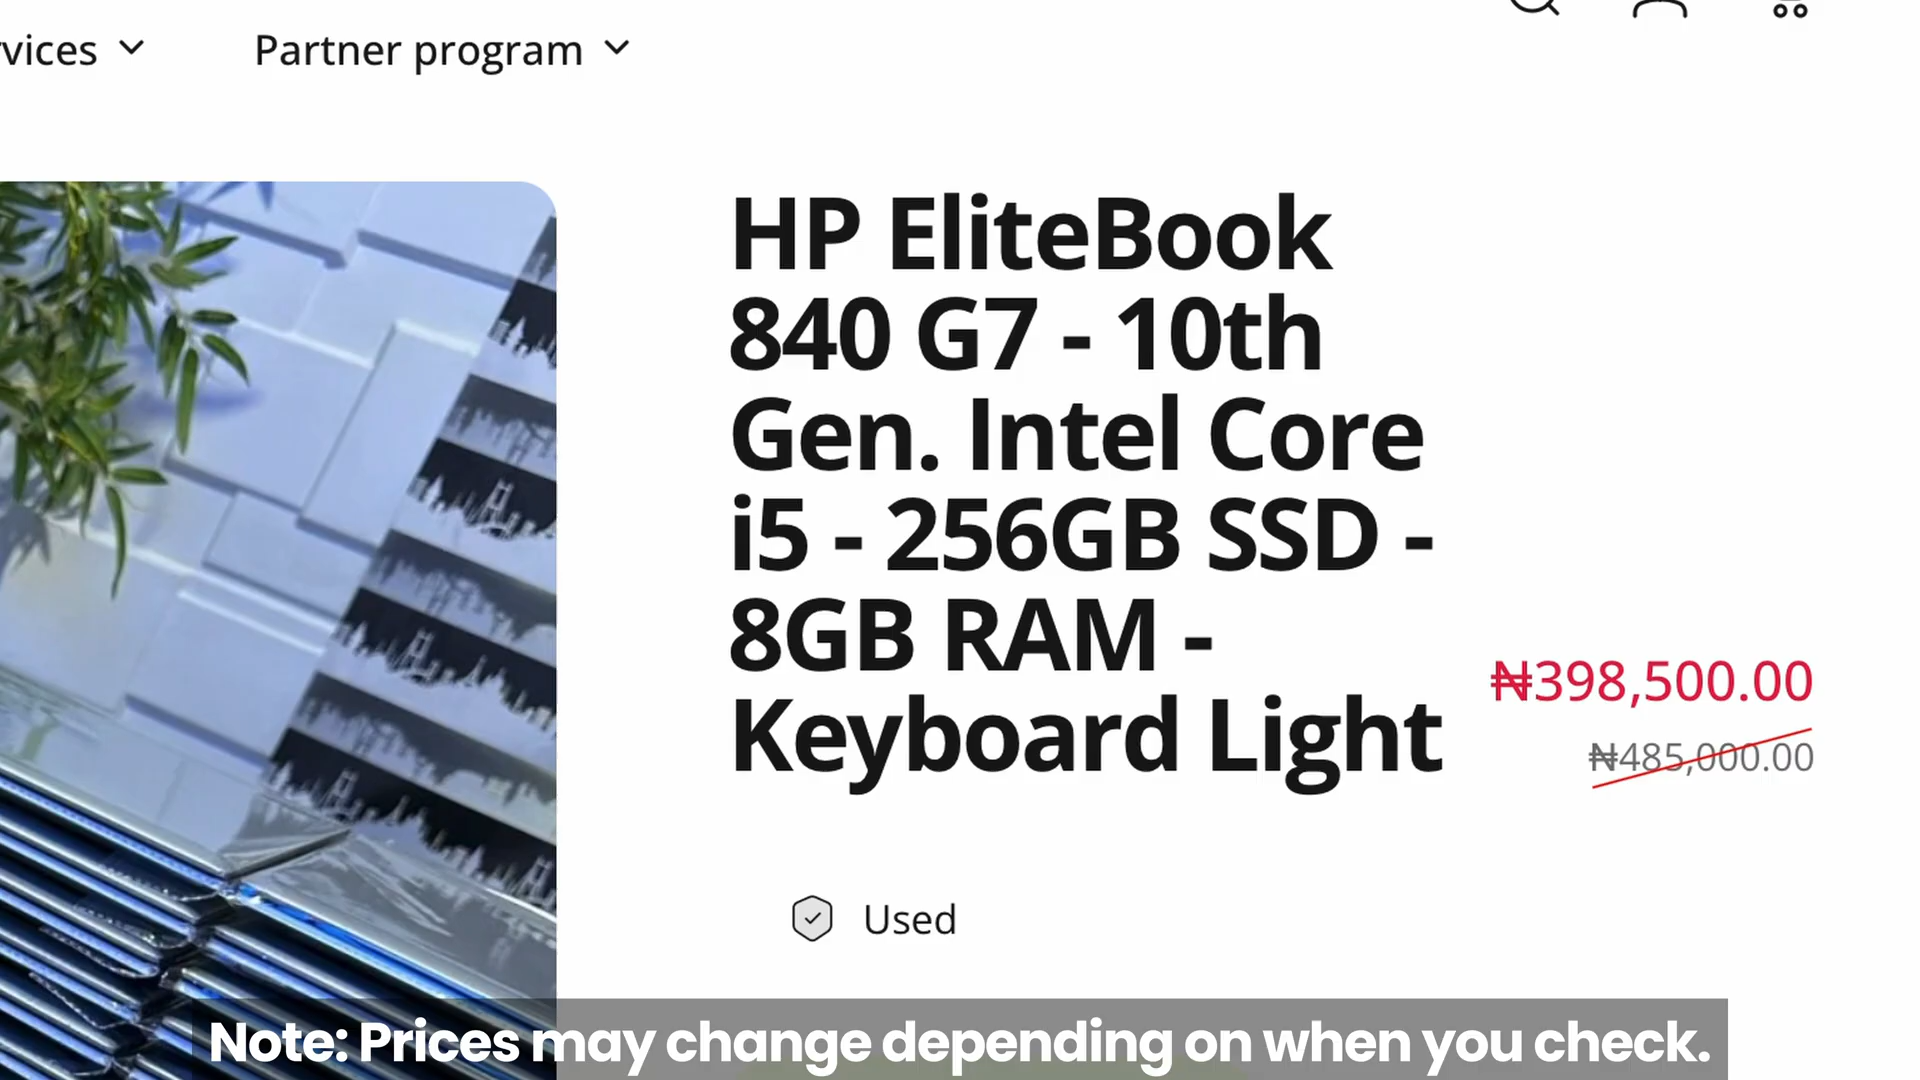 Partner program
HP EliteBook
840 G7 - 10th
Gen. Intel Core
i5 - 256GB SSD -
8GB RAM -
Keyboard Light
₦398,500.00
₦485,000.00
Used
Note: Prices may change depending on when you check.